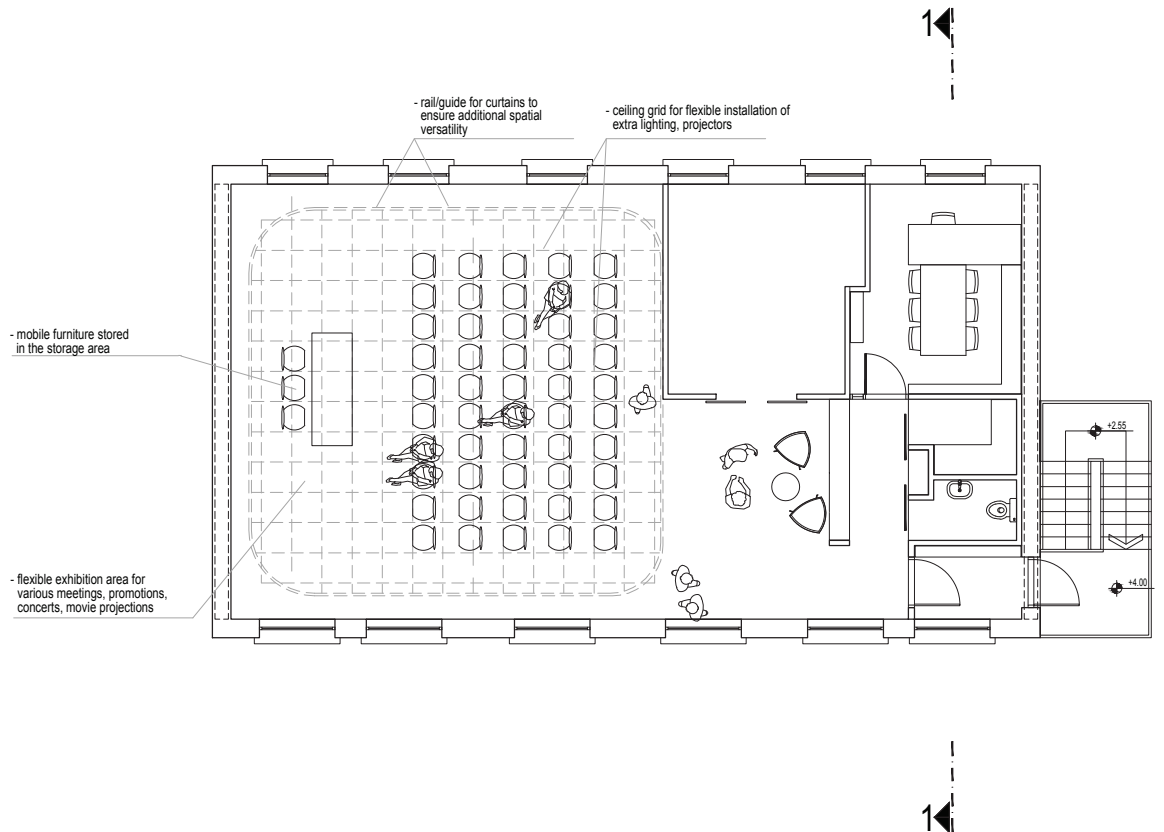 1
- rail/guide for curtains to
ensure additional spatial
versatility
- ceiling grid for flexible installation of
extra lighting, projectors
- mobile furniture stored
in the storage area
+2.55
- flexible exhibition area for
various meetings, promotions,
concerts, movie projections
+4.00
1